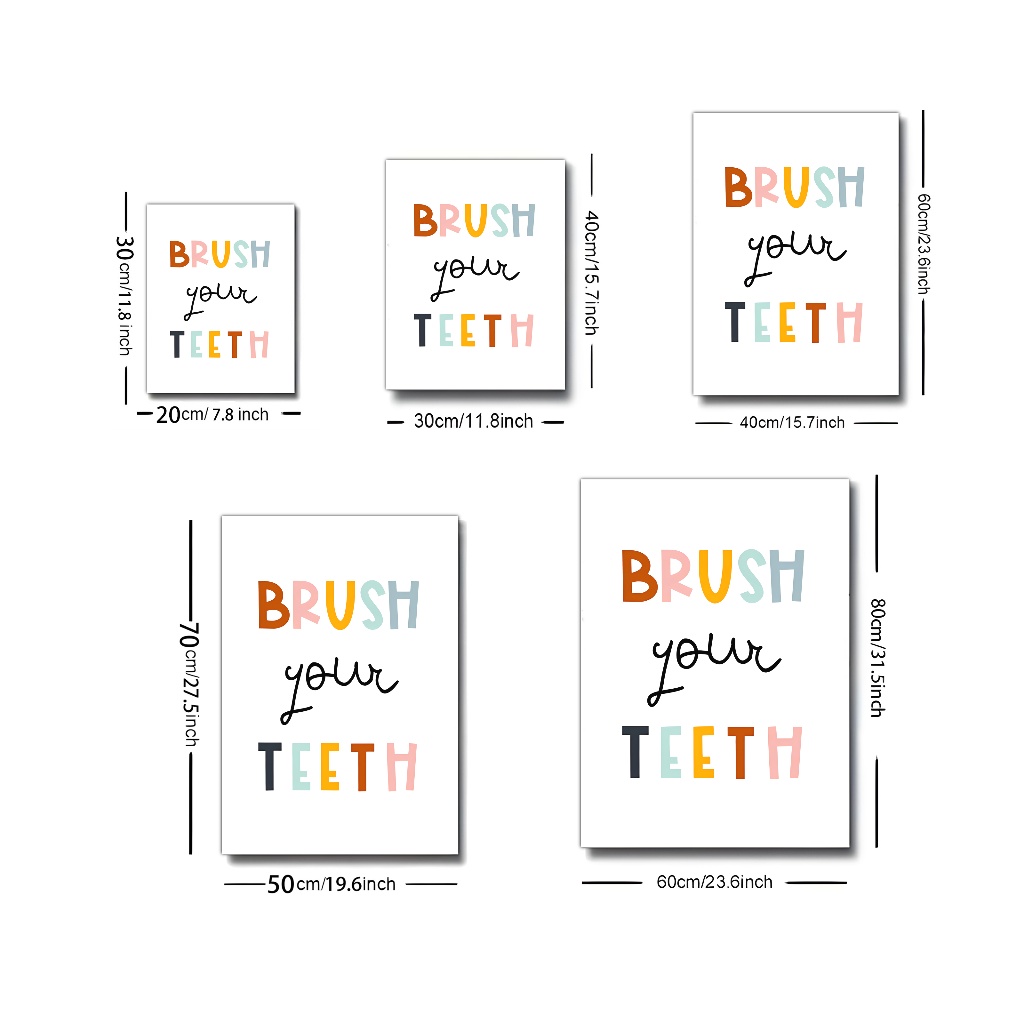 BRUSH
your
TEETH
30cm/11.8 inch
20cm/ 7.8 inch
BRUSH
your
TEETH
40cm/15.7inch
30cm/11.8inch
BRUSH
your
TEETH
60cm/23.6inch
40cm/15.7inch
BRUSH
your
TEETH
70cm/27.5inch
50cm/19.6inch
BRUSH
your
TEETH
80cm/31.5inch
60cm/23.6inch